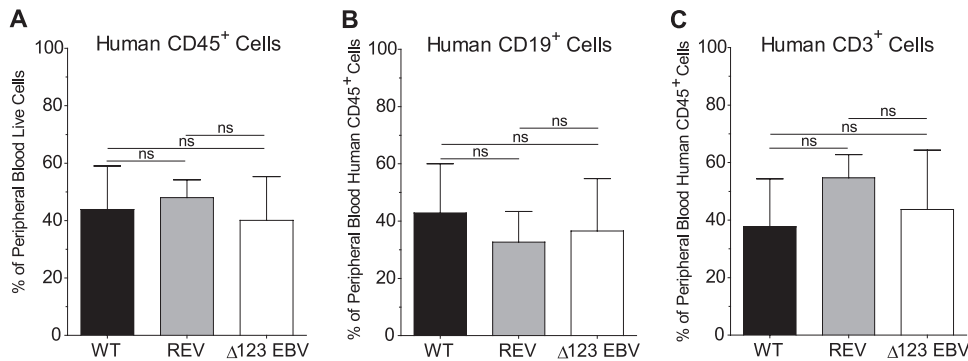 A
Human CD45⁺ Cells
% of Peripheral Blood Live Cells
100
80
60
40
20
0
ns
ns
ns
WT
REV
Δ123 EBV
B
Human CD19⁺ Cells
% of Peripheral Blood Human CD45⁺ Cells
100
80
60
40
20
0
ns
ns
ns
WT
REV
Δ123 EBV
C
Human CD3⁺ Cells
% of Peripheral Blood Human CD45⁺ Cells
100
80
60
40
20
0
ns
ns
ns
WT
REV
Δ123 EBV